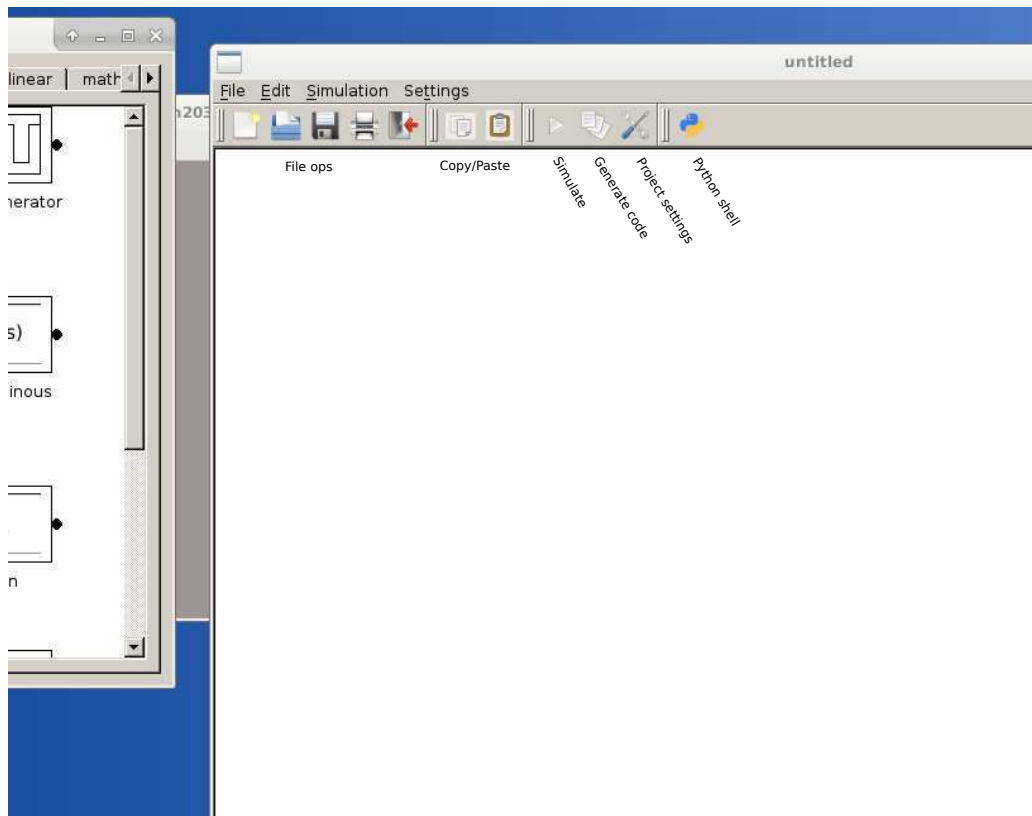 untitled
linear math
File Edit Simulation Settings
File ops
Copy/Paste
Simulate
Generate code
Project settings
Python shell
nerator
s)
inous
n